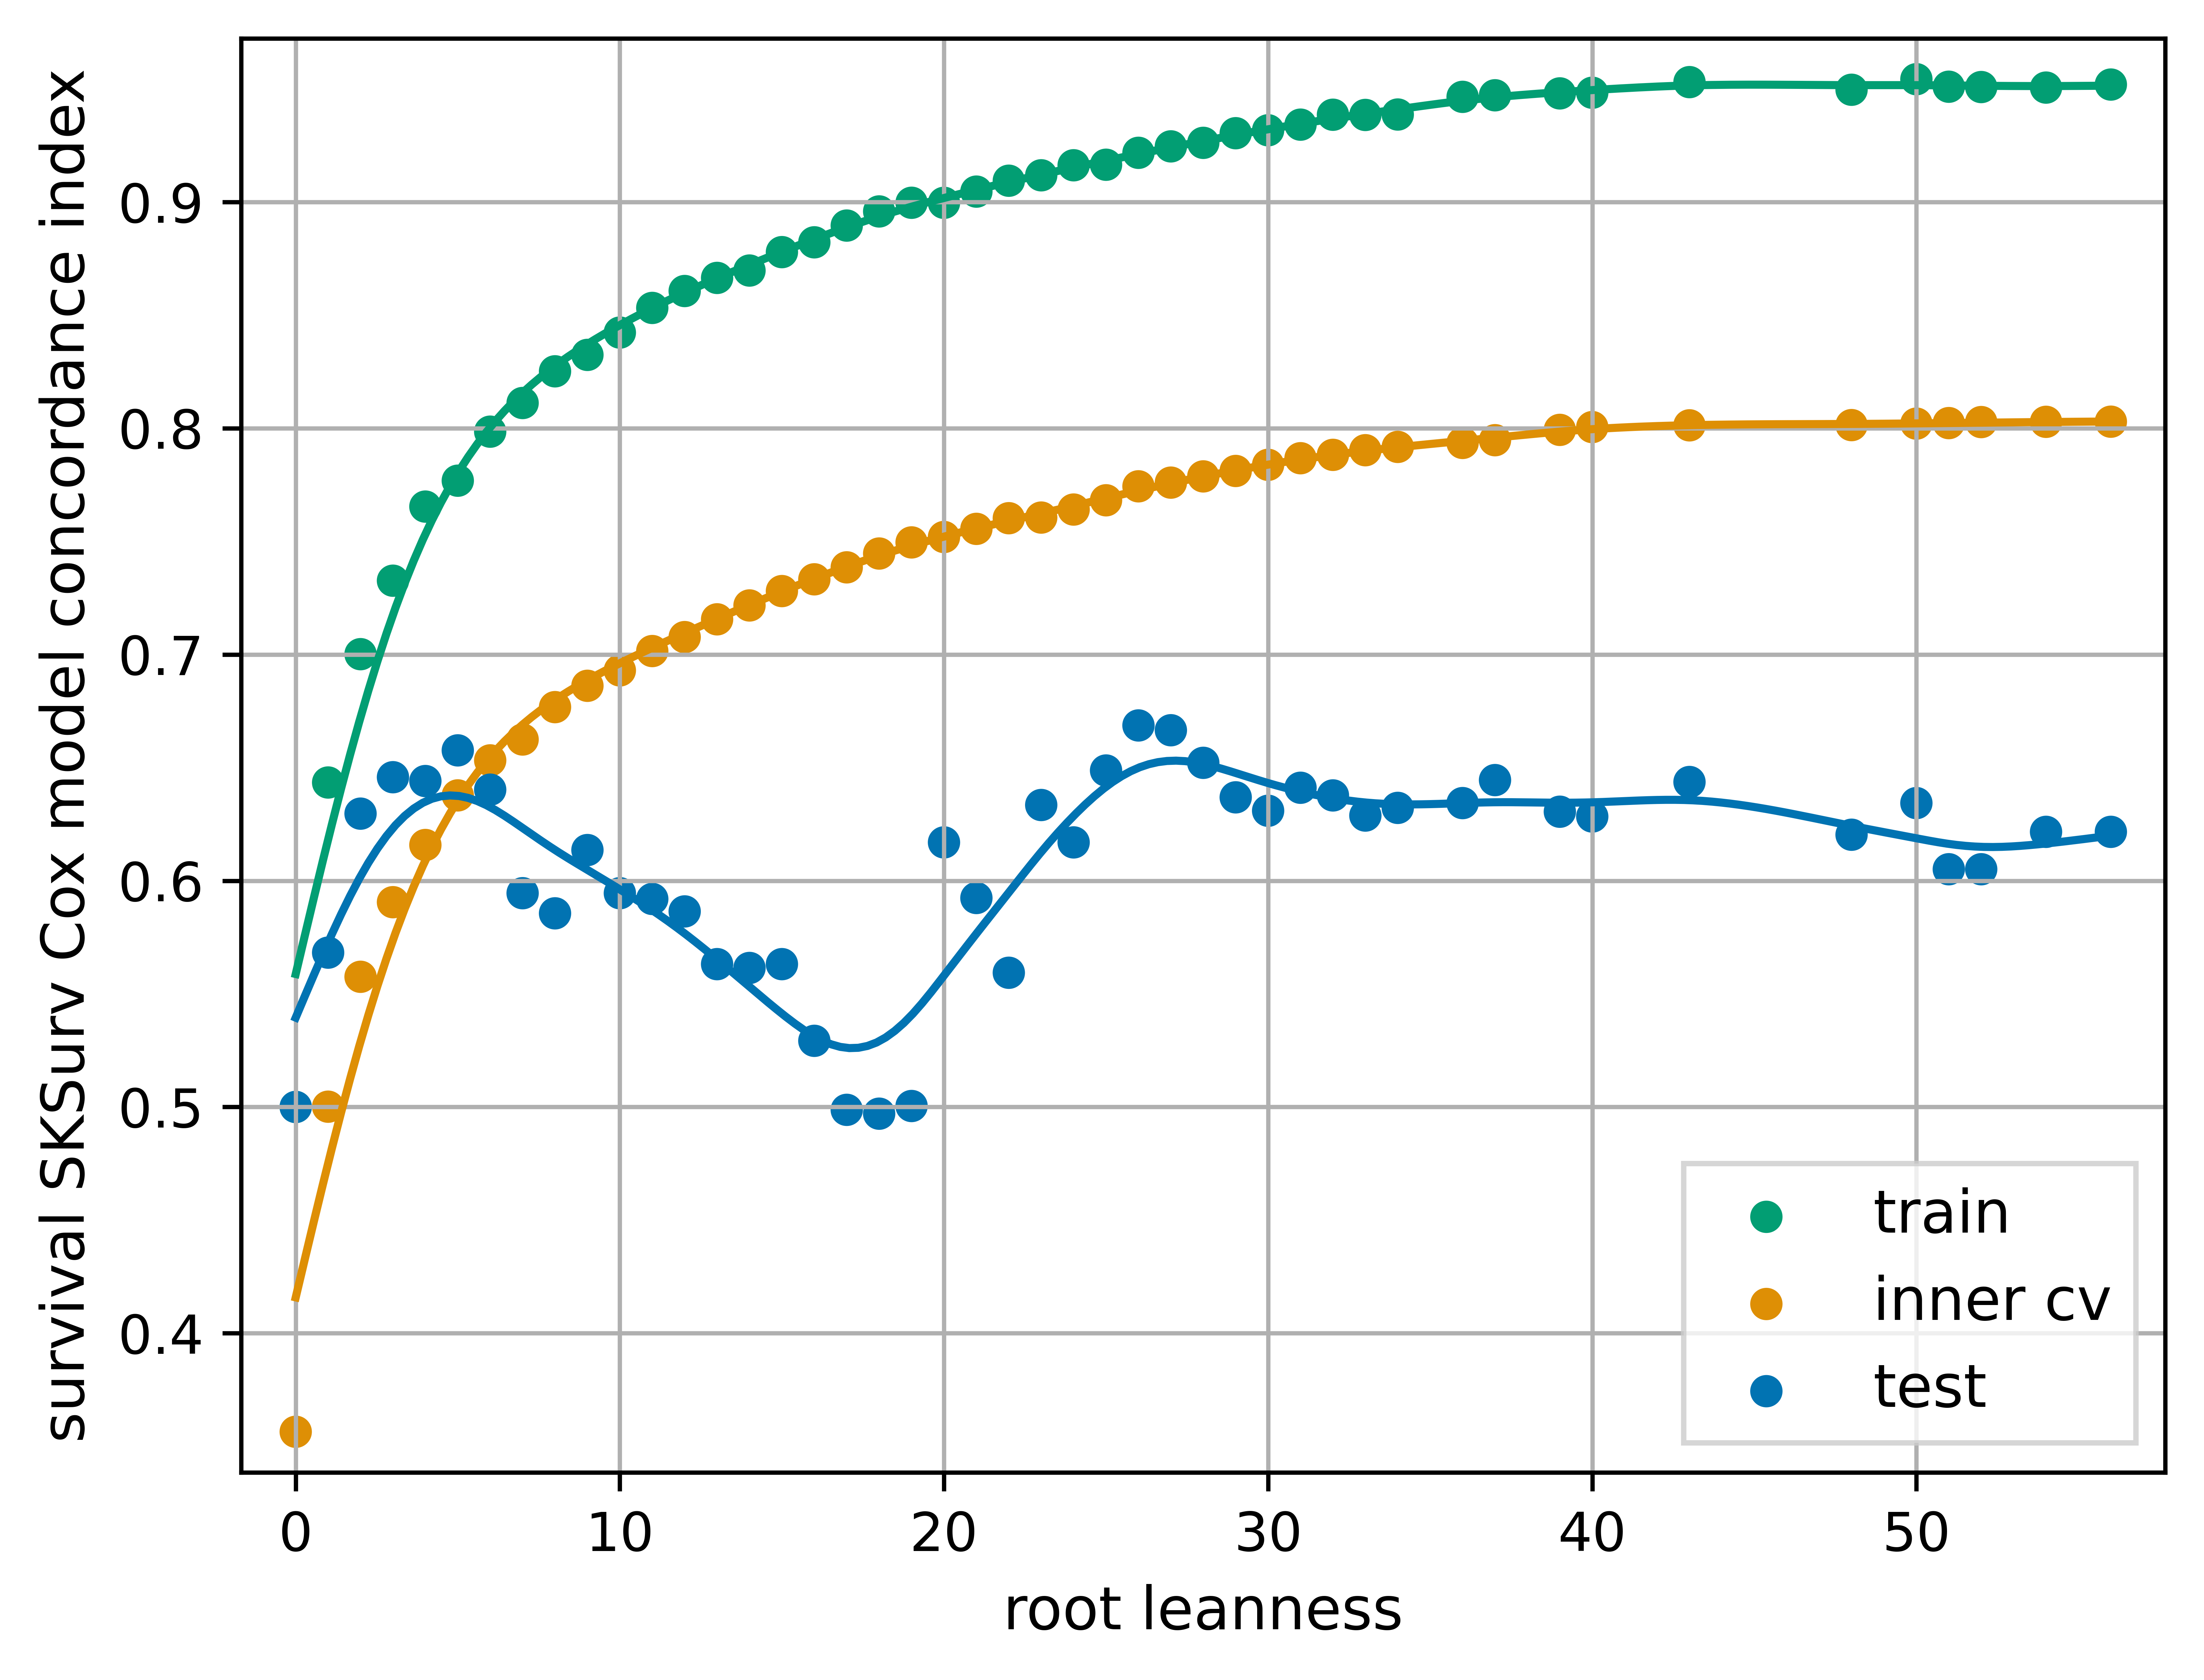 survival SKSurv Cox model concordance index
0.9
0.8
0.7
0.6
0.5
0.4
0 10 20 30 40 50
root leanness
train
inner cv
test